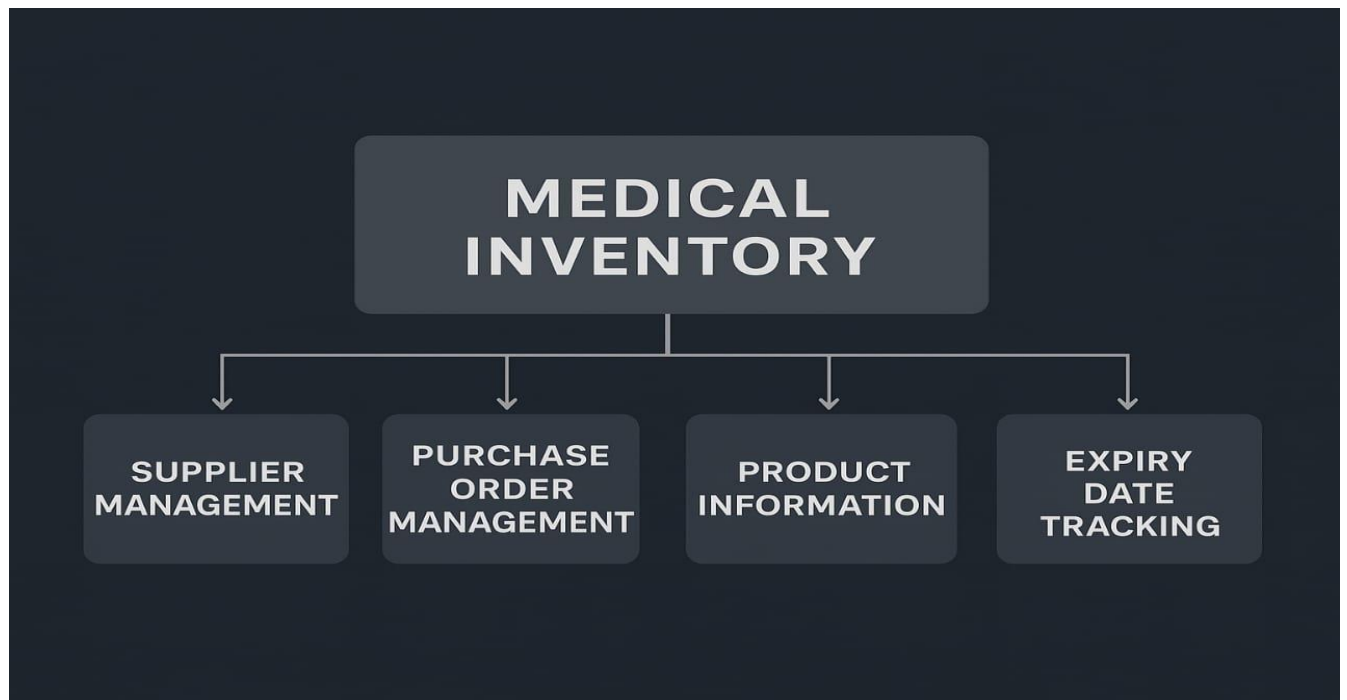 MEDICAL
INVENTORY
SUPPLIER
MANAGEMENT
PURCHASE
ORDER
MANAGEMENT
PRODUCT
INFORMATION
EXPIRY
DATE
TRACKING